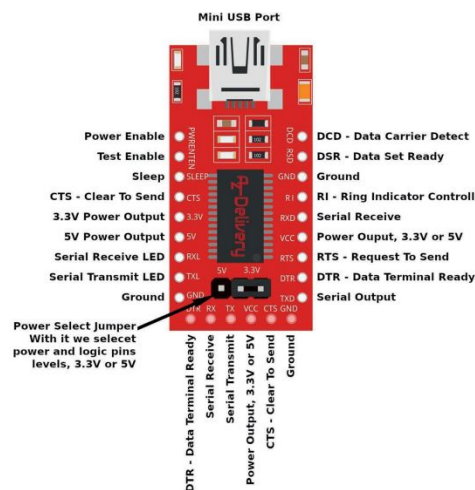 Mini USB Port
Power Enable
Test Enable
Sleep
CTS - Clear To Send
3.3V Power Output
5V Power Output
Serial Receive LED
Serial Transmit LED
Ground
Power Select Jumper
With it we selecet
power and logic pins
levels, 3.3V or 5V
PWREN
TEN
SLEEP
CTS
3.3V
5V
RXL
TXL
GND
AZ-Delivery
5V
3.3V
DCD
RSD
GND
RI
RXD
VCC
RTS
DTR
TXD
DCD - Data Carrier Detect
DSR - Data Set Ready
Ground
RI - Ring Indicator Controll
Serial Receive
Power Ouput, 3.3V or 5V
RTS - Request To Send
DTR - Data Terminal Ready
Serial Output
DTR RX TX VCC CTS GND
DTR - Data Terminal Ready
Serial Receive
Serial Transmit
Power Output, 3.3V or 5V
CTS - Clear To Send
Ground